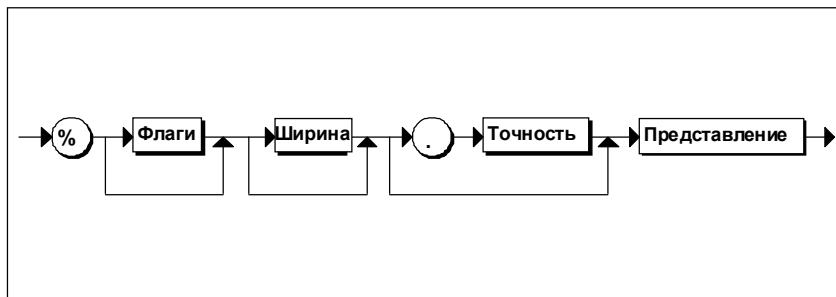 % Флаги Ширина . Точность Представление